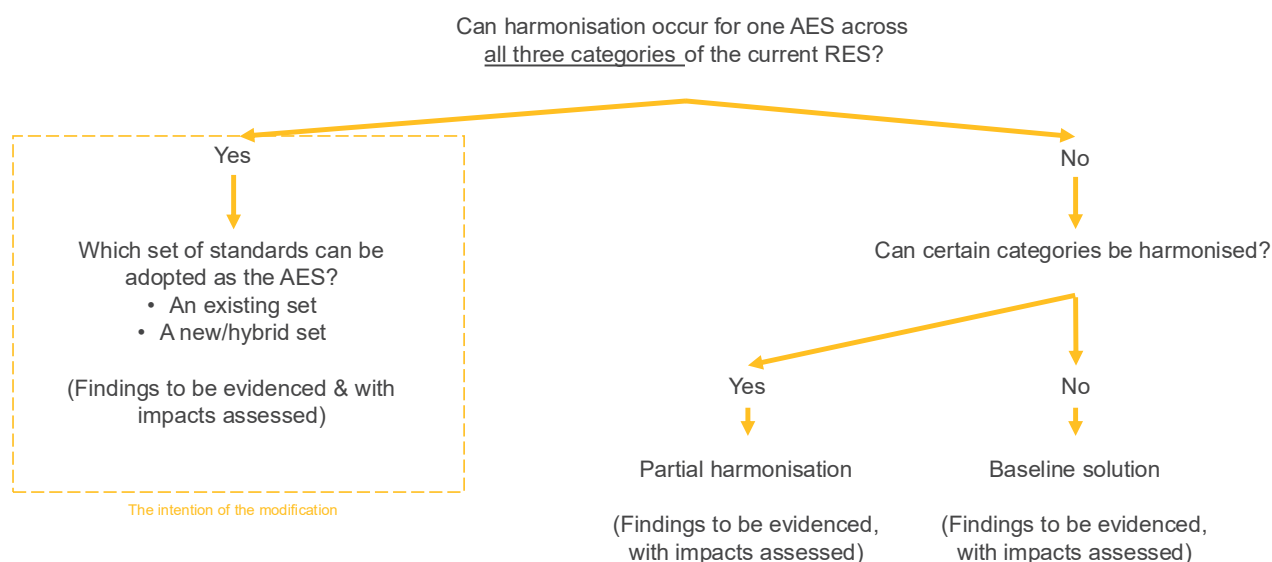 Can harmonisation occur for one AES across
all three categories of the current RES?
Yes
Which set of standards can be
adopted as the AES?
• An existing set
• A new/hybrid set
(Findings to be evidenced & with
impacts assessed)
The intention of the modification
No
Can certain categories be harmonised?
Yes
Partial harmonisation
(Findings to be evidenced,
with impacts assessed)
No
Baseline solution
(Findings to be evidenced,
with impacts assessed)